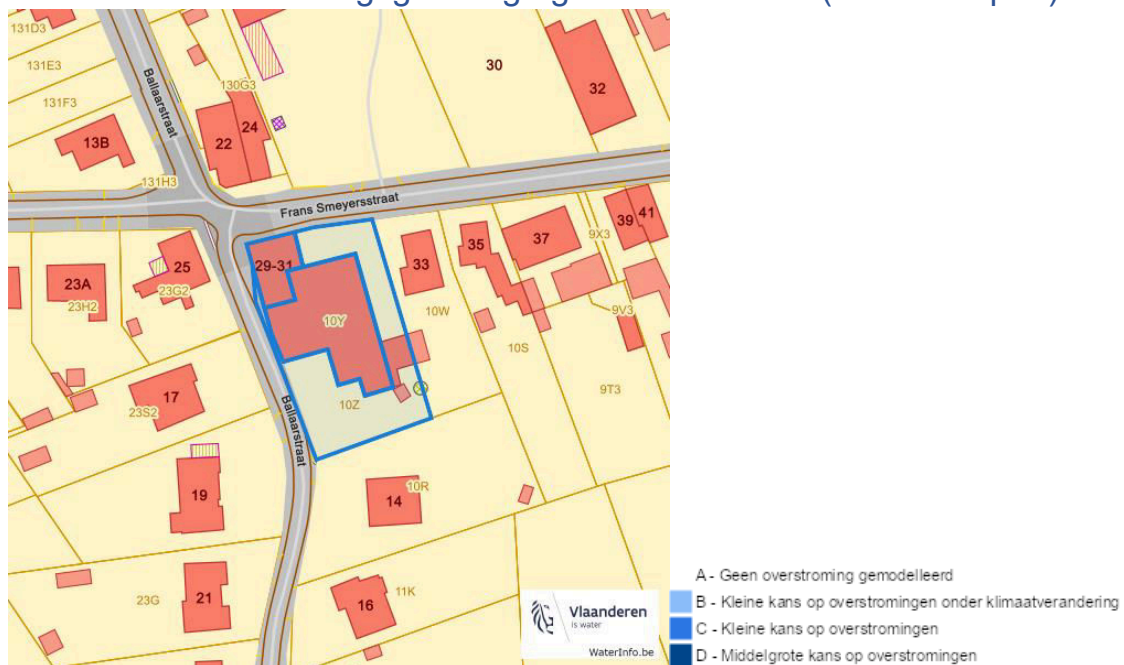 131D3
131E3
131F3
13B
131H3
Ballaarstraat
130G3
22
24
30
32
Frans Smeyersstraat
23A
23H2
25
23G2
29-31
10Y
10Z
33
10W
35
37
10S
9X3
39
41
9V3
9T3
17
23S2
Ballaarstraat
19
14
10R
23G
21
16
11K
Vlaanderen
is water
WaterInfo.be
A - Geen overstroming gemodelleerd
B - Kleine kans op overstromingen onder klimaatverandering
C - Kleine kans op overstromingen
D - Middelgrote kans op overstromingen